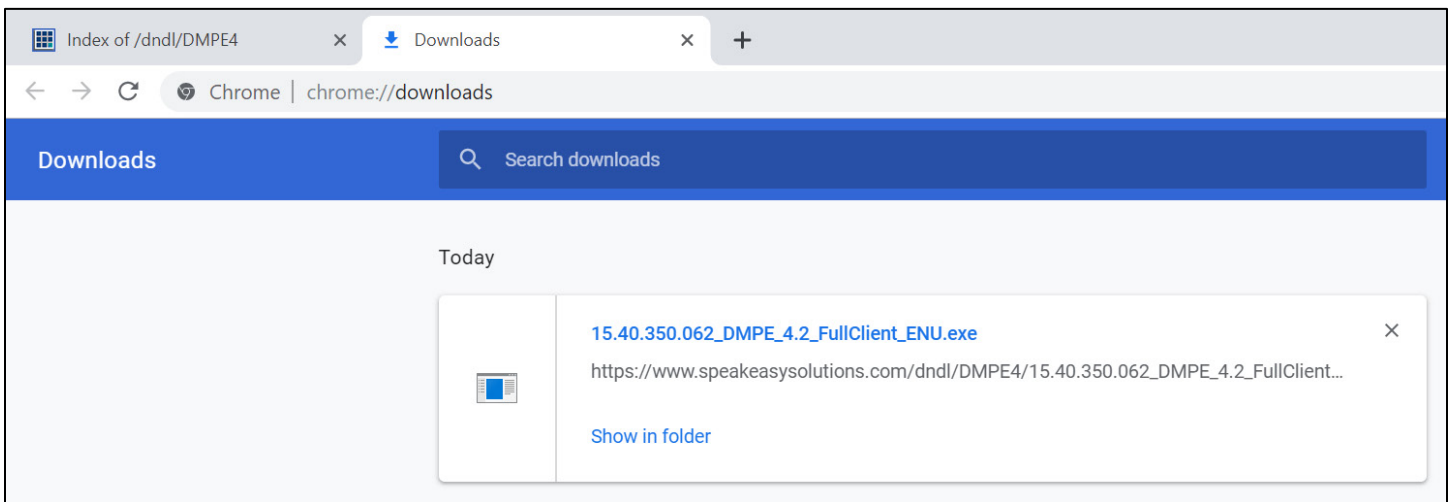 Index of /dndl/DMPE4
Downloads
Chrome | chrome://downloads
Downloads
Search downloads
Today
15.40.350.062_DMPE_4.2_FullClient_ENU.exe
https://www.speakeasysolutions.com/dndl/DMPE4/15.40.350.062_DMPE_4.2_FullClient...
Show in folder